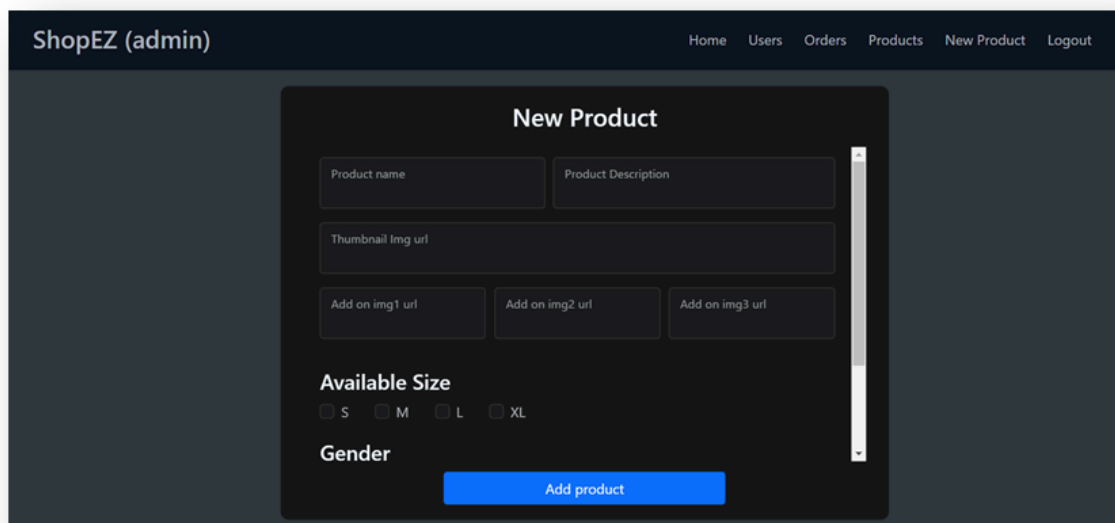 ShopEZ (admin)
Home Users Orders Products New Product Logout
New Product
Product name
Product Description
Thumbnail Img url
Add on img1 url
Add on img2 url
Add on img3 url
Available Size
S M L XL
Gender
Add product